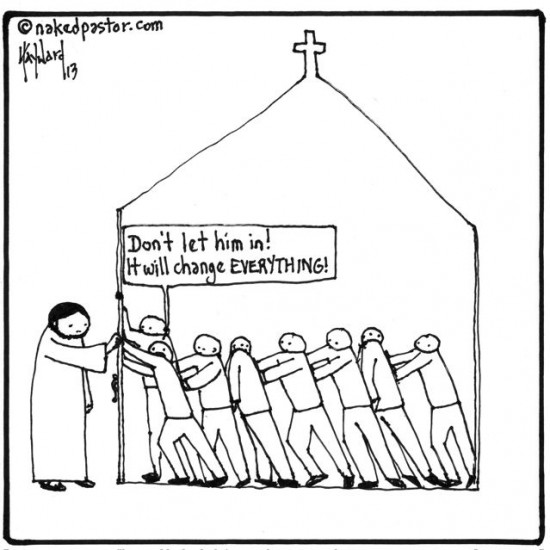 © nakedpastor.com
Hayward
13
Don't let him in!
It will change EVERYTHING!